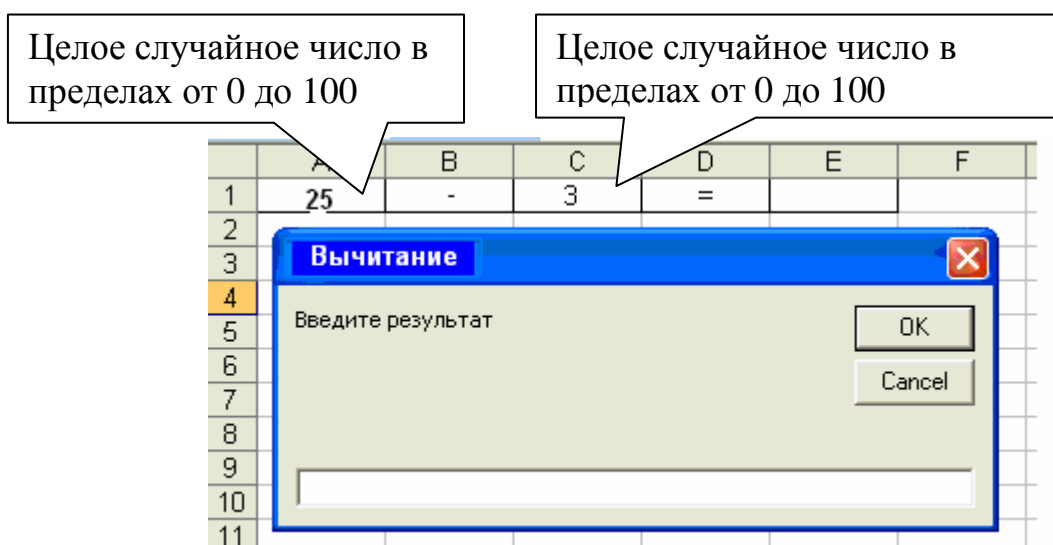 Целое случайное число в
пределах от 0 до 100
Целое случайное число в
пределах от 0 до 100
A B C D E F
1 25 - 3 =
2
3
4
5
6
7
8
9
10
11
Вычитание
Введите результат
OK
Cancel